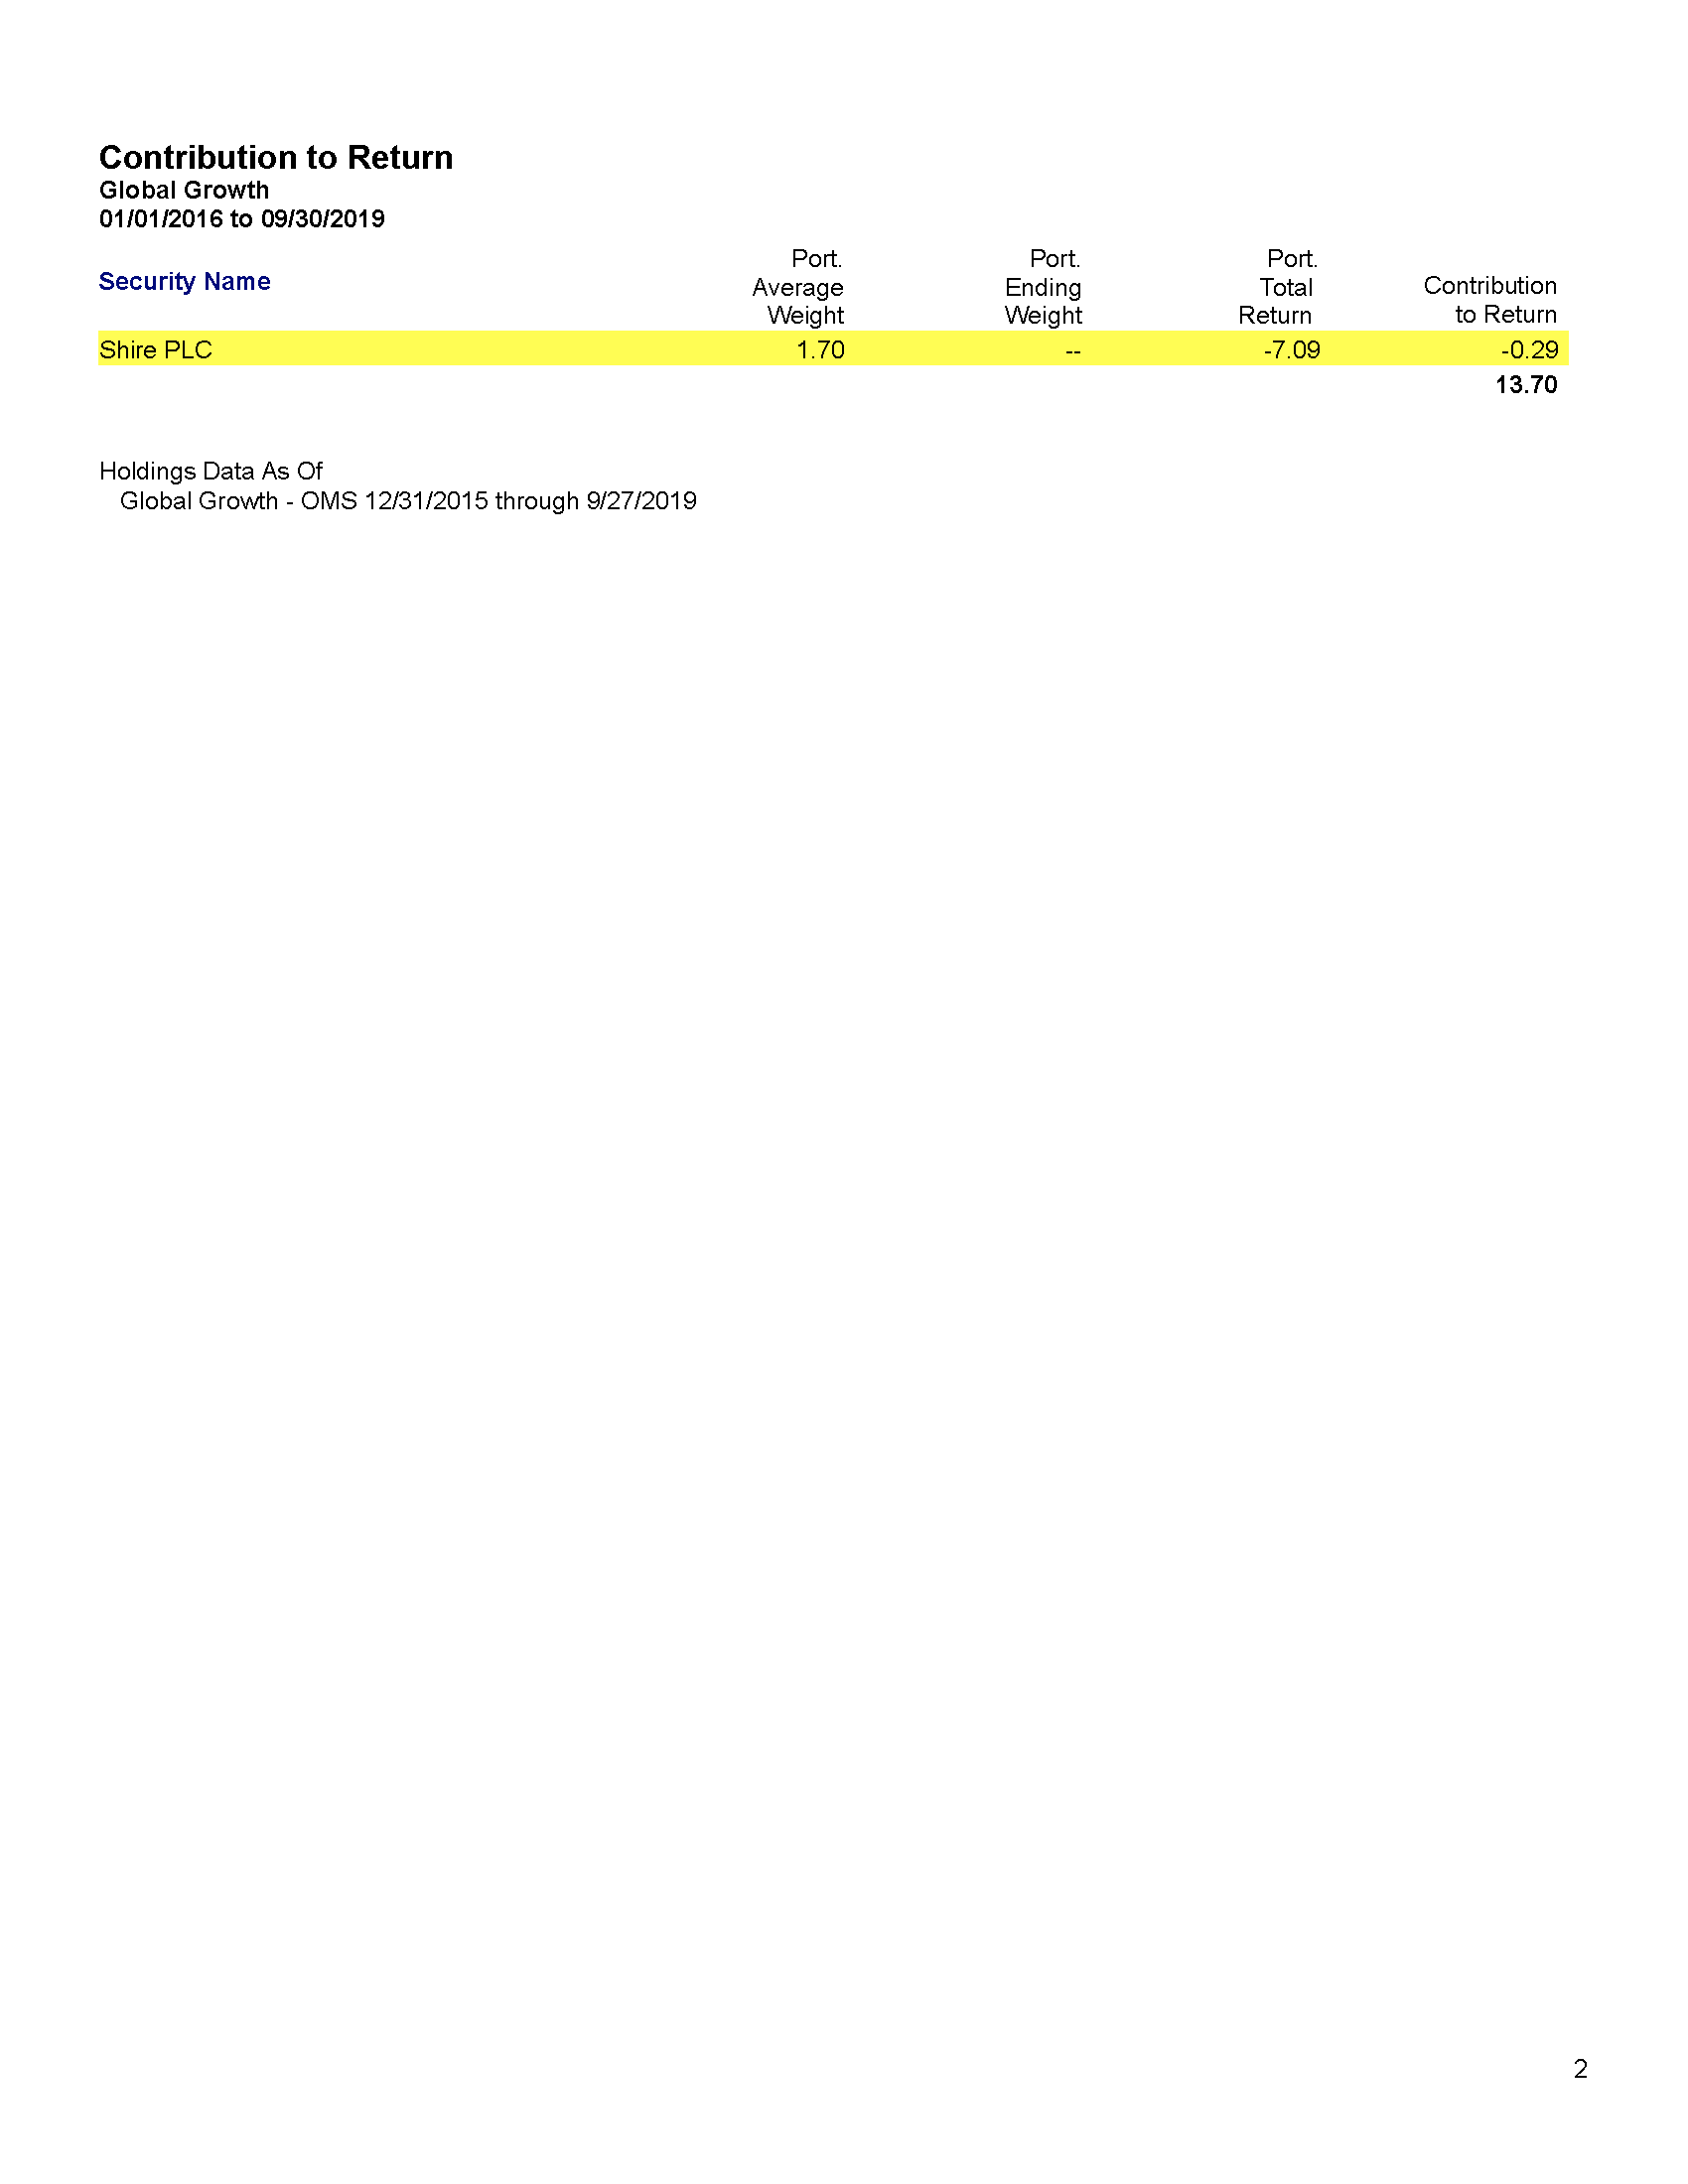 Contribution to Return
Global Growth
01/01/2016 to 09/30/2019
Security Name
Port. Average Weight
Port. Ending Weight
Port. Total Return
Contribution to Return
Shire PLC 1.70 -- -7.09 -0.29
13.70
Holdings Data As Of
Global Growth - OMS 12/31/2015 through 9/27/2019
2